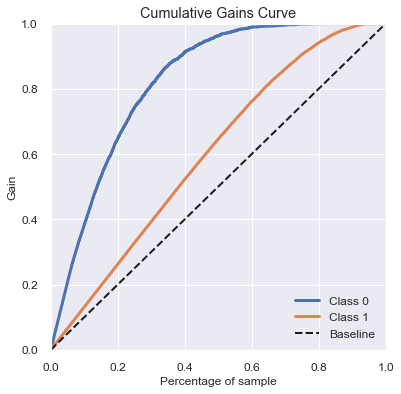 Cumulative Gains Curve
1.0
0.8
0.6
0.4
0.2
0.0
Gain
Class 0
Class 1
Baseline
0.0 0.2 0.4 0.6 0.8 1.0
Percentage of sample